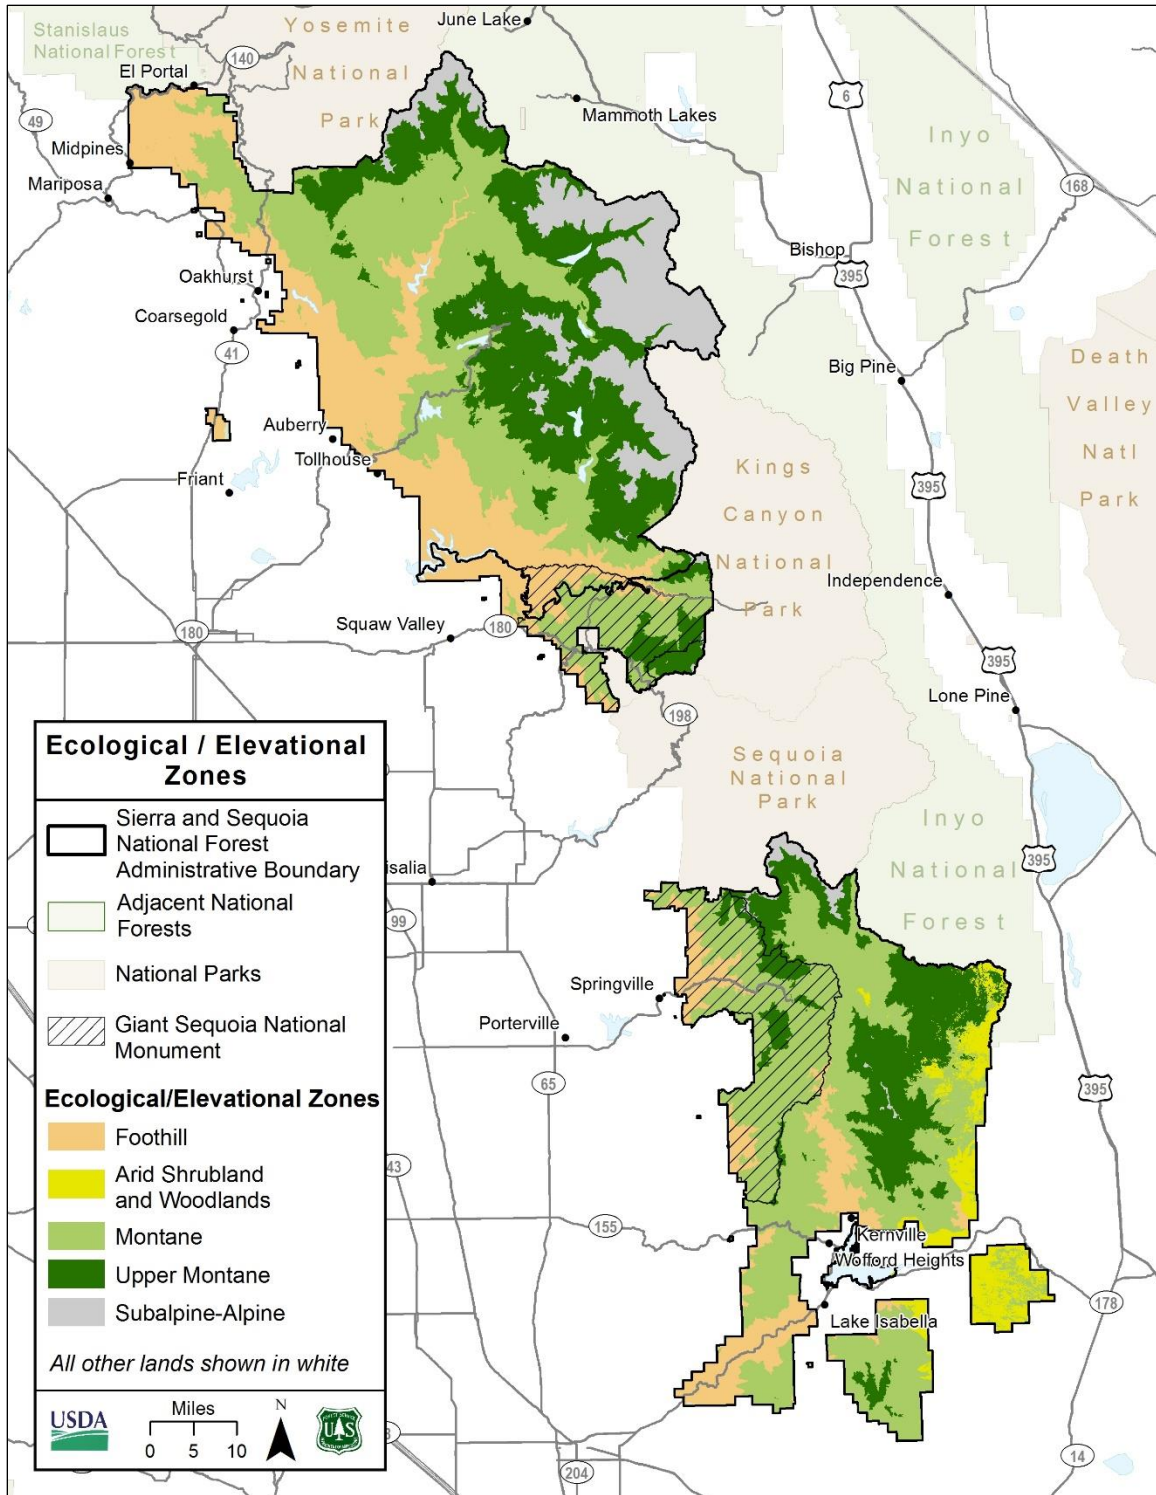 June Lake
Stanislaus
National Forest
Yosemite
National
Park
140
El Portal
6
Mammoth Lakes
49
Inyo
National
Forest
Midpines
168
Mariposa
Bishop
395
Oakhurst
Coarsegold
41
Big Pine
Death
Valley
Natl
Park
Auberry
Tollhouse
Friant
Kings
Canyon
National
Park
395
Independence
180
Squaw Valley
180
395
Lone Pine
198
Sequoia
National
Park
Inyo
National
Forest
395
isalia
99
Springville
Porterville
65
395
43
155
Kernville
Wofford Heights
178
Lake Isabella
14
204
Ecological / Elevational
Zones
Sierra and Sequoia
National Forest
Administrative Boundary
Adjacent National
Forests
National Parks
Giant Sequoia National
Monument
Ecological/Elevational Zones
Foothill
Arid Shrubland
and Woodlands
Montane
Upper Montane
Subalpine-Alpine
All other lands shown in white
USDA
Miles
0 5 10
N
U S